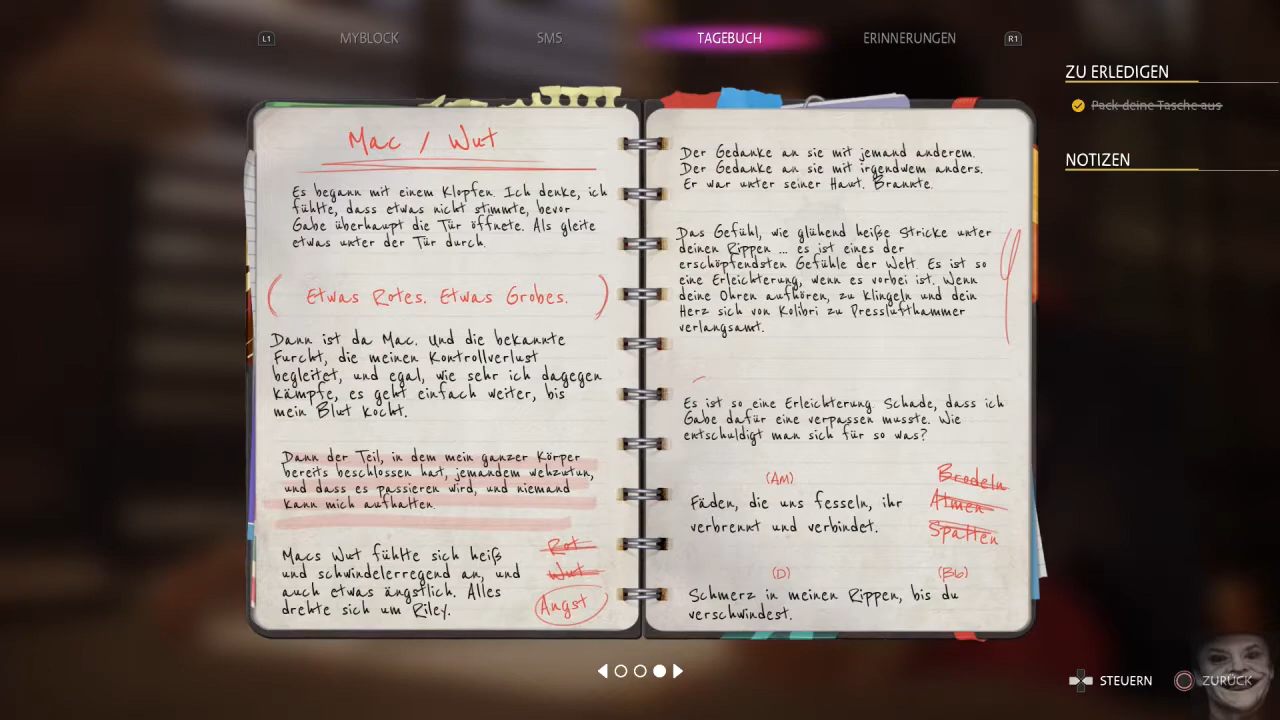 L1
MYBLOCK
SMS
TAGEBUCH
ERINNERUNGEN
R1
ZU ERLEDIGEN
Pack deine Tasche aus
NOTIZEN
Mac / Wut
Es begann mit einem Klopfen. Ich denke, ich
fühlte, dass etwas nicht stimmte, bevor
Gabe überhaupt die Tür öffnete. Als gleite
etwas unter der Tür durch.
(Etwas Rotes. Etwas Grobes.)
Dann ist da Mac. Und die bekannte
Furcht, die meinen Kontrollverlust
begleitet, und egal, wie sehr ich dagegen
kämpfe, es geht einfach weiter, bis
mein Blut kocht.
Dann der Teil, in dem mein ganzer Körper
bereits beschlossen hat, jemandem wehzutun,
und dass es passieren wird, und niemand
kann mich aufhalten.
Macs Wut fühlte sich heiß
und schwindelerregend an, und
auch etwas ängstlich. Alles
drehte sich um Riley.
Rot
Wut
Angst
Der Gedanke an sie mit jemand anderem.
Der Gedanke an sie mit irgendwem anders.
Er war unter seiner Haut. Brannte.
Das Gefühl, wie glühend heiße Stricke unter
deinen Rippen ... es ist eines der
erschöpfendsten Gefühle der Welt. Es ist so
eine Erleichterung, wenn es vorbei ist. Wenn
deine Ohren aufhören, zu klingeln und dein
Herz sich von Kolibri zu Presslufthammer
verlangsamt.
Es ist so eine Erleichterung. Schade, dass ich
Gabe dafür eine verpassen musste. Wie
entschuldigt man sich für so was?
(AM)
Fäden, die uns fesseln, ihr
verbrennt und verbindet.
Brodeln
Atmen
Spalten
(D)
(Bb)
Schmerz in meinen Rippen, bis du
verschwindest.
STEUERN
ZURÜCK